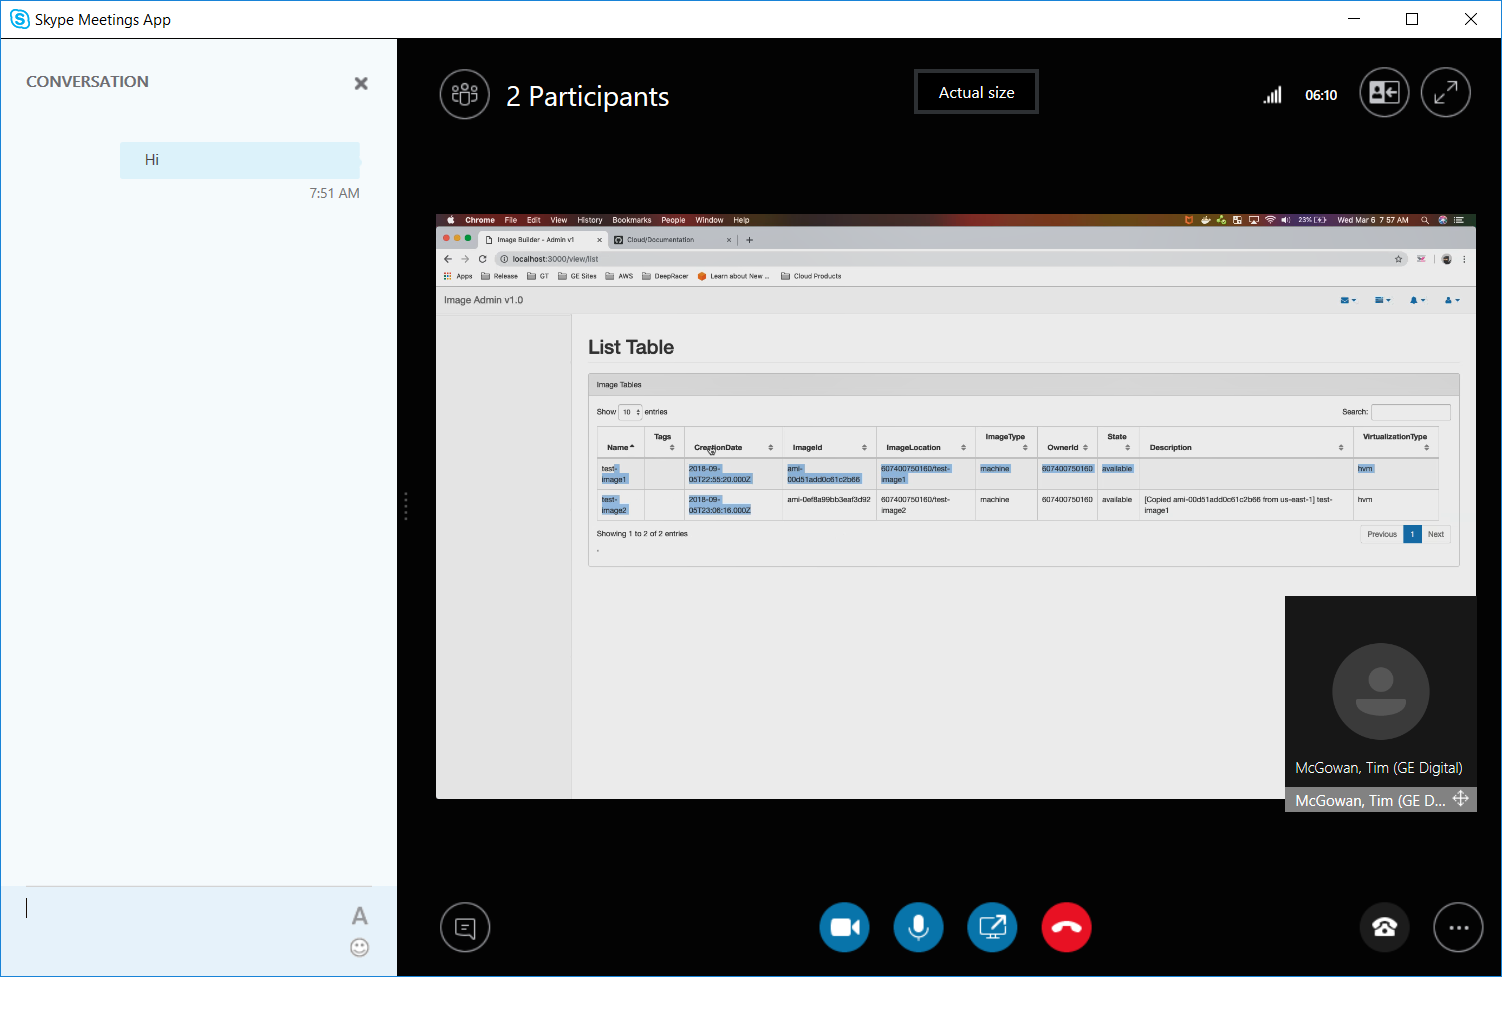 Skype Meetings App
CONVERSATION
Hi
7:51 AM
2 Participants
Actual size
06:10
Chrome File Edit View History Bookmarks People Window Help
23% Wed Mar 6 7 57 AM
Image Builder - Admin v1
Cloud/Documentation
localhost:3000/view/list
Apps Release GT GE Sites AWS DeepRacer Learn about New ... Cloud Products
Image Admin v1.0
List Table
Image Tables
Show 10 entries
Search:
Name Tags CreationDate ImageId ImageLocation ImageType OwnerId State Description VirtualizationType
test- 2018-09- ami- 607400750160/test- machine 607400750160 available hvm
image1 05T22:55:20.000Z 00d51add0c61c2b66 image1
test- 2018-09- ami-0ef8a99bb3eaf3d92 607400750160/test- machine 607400750160 available [Copied ami-00d51add0c61c2b66 from us-east-1] test- hvm
image2 05T23:06:16.000Z image2 image1
Showing 1 to 2 of 2 entries
Previous 1 Next
McGowan, Tim (GE Digital)
McGowan, Tim (GE D...
A